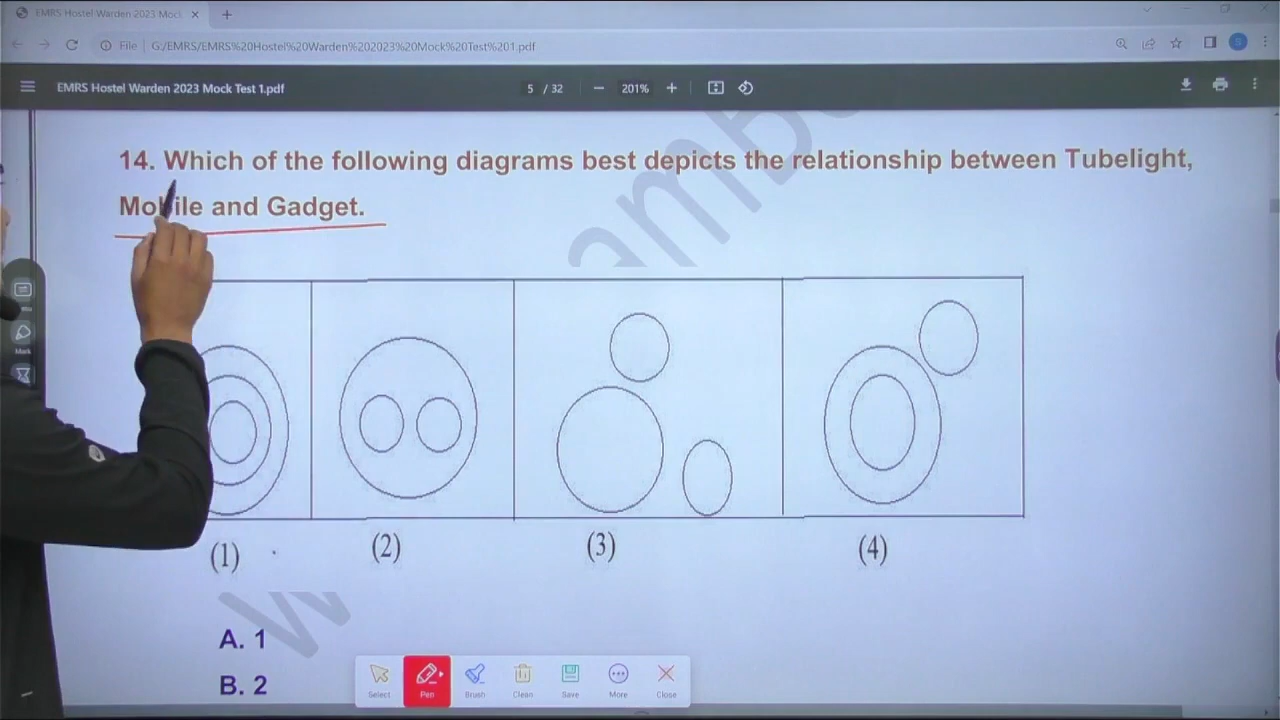 EMRS Hostel Warden 2023 Mock
File
G:/EMRS/EMRS%20Hostel%20Warden%202023%20Mock%20Test%201.pdf
S
EMRS Hostel Warden 2023 Mock Test 1.pdf
5 / 32
201%
14. Which of the following diagrams best depicts the relationship between Tubelight,
Mobile and Gadget.
Mark
(1)
(2)
(3)
(4)
A. 1
B. 2
Select
Pen
Brush
Clean
Save
More
Close